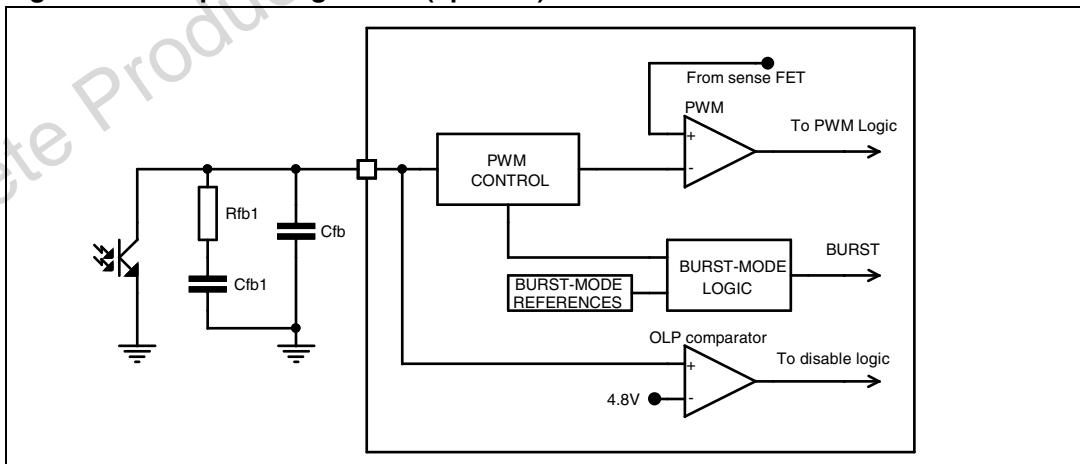 From sense FET
PWM
+
-
To PWM Logic
PWM
CONTROL
Rfb1
Cfb
Cfb1
BURST-MODE
REFERENCES
BURST-MODE
LOGIC
BURST
OLP comparator
+
-
4.8V
To disable logic